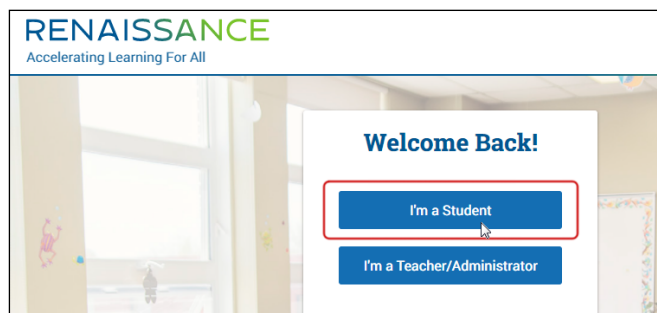 RENAISSANCE
Accelerating Learning For All
Welcome Back!
I'm a Student
I'm a Teacher/Administrator